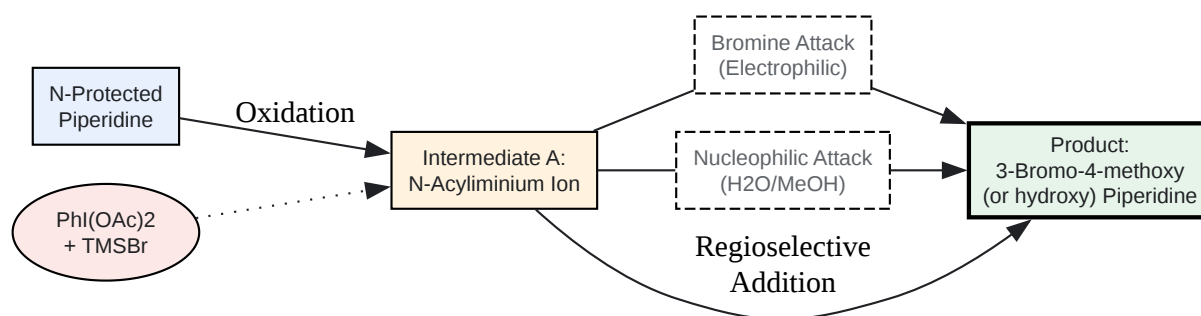 N-Protected
Piperidine
Oxidation
PhI(OAc)2
+ TMSBr
Intermediate A:
N-Acyliminium Ion
Bromine Attack
(Electrophilic)
Nucleophilic Attack
(H2O/MeOH)
Regioselective
Addition
Product:
3-Bromo-4-methoxy
(or hydroxy) Piperidine